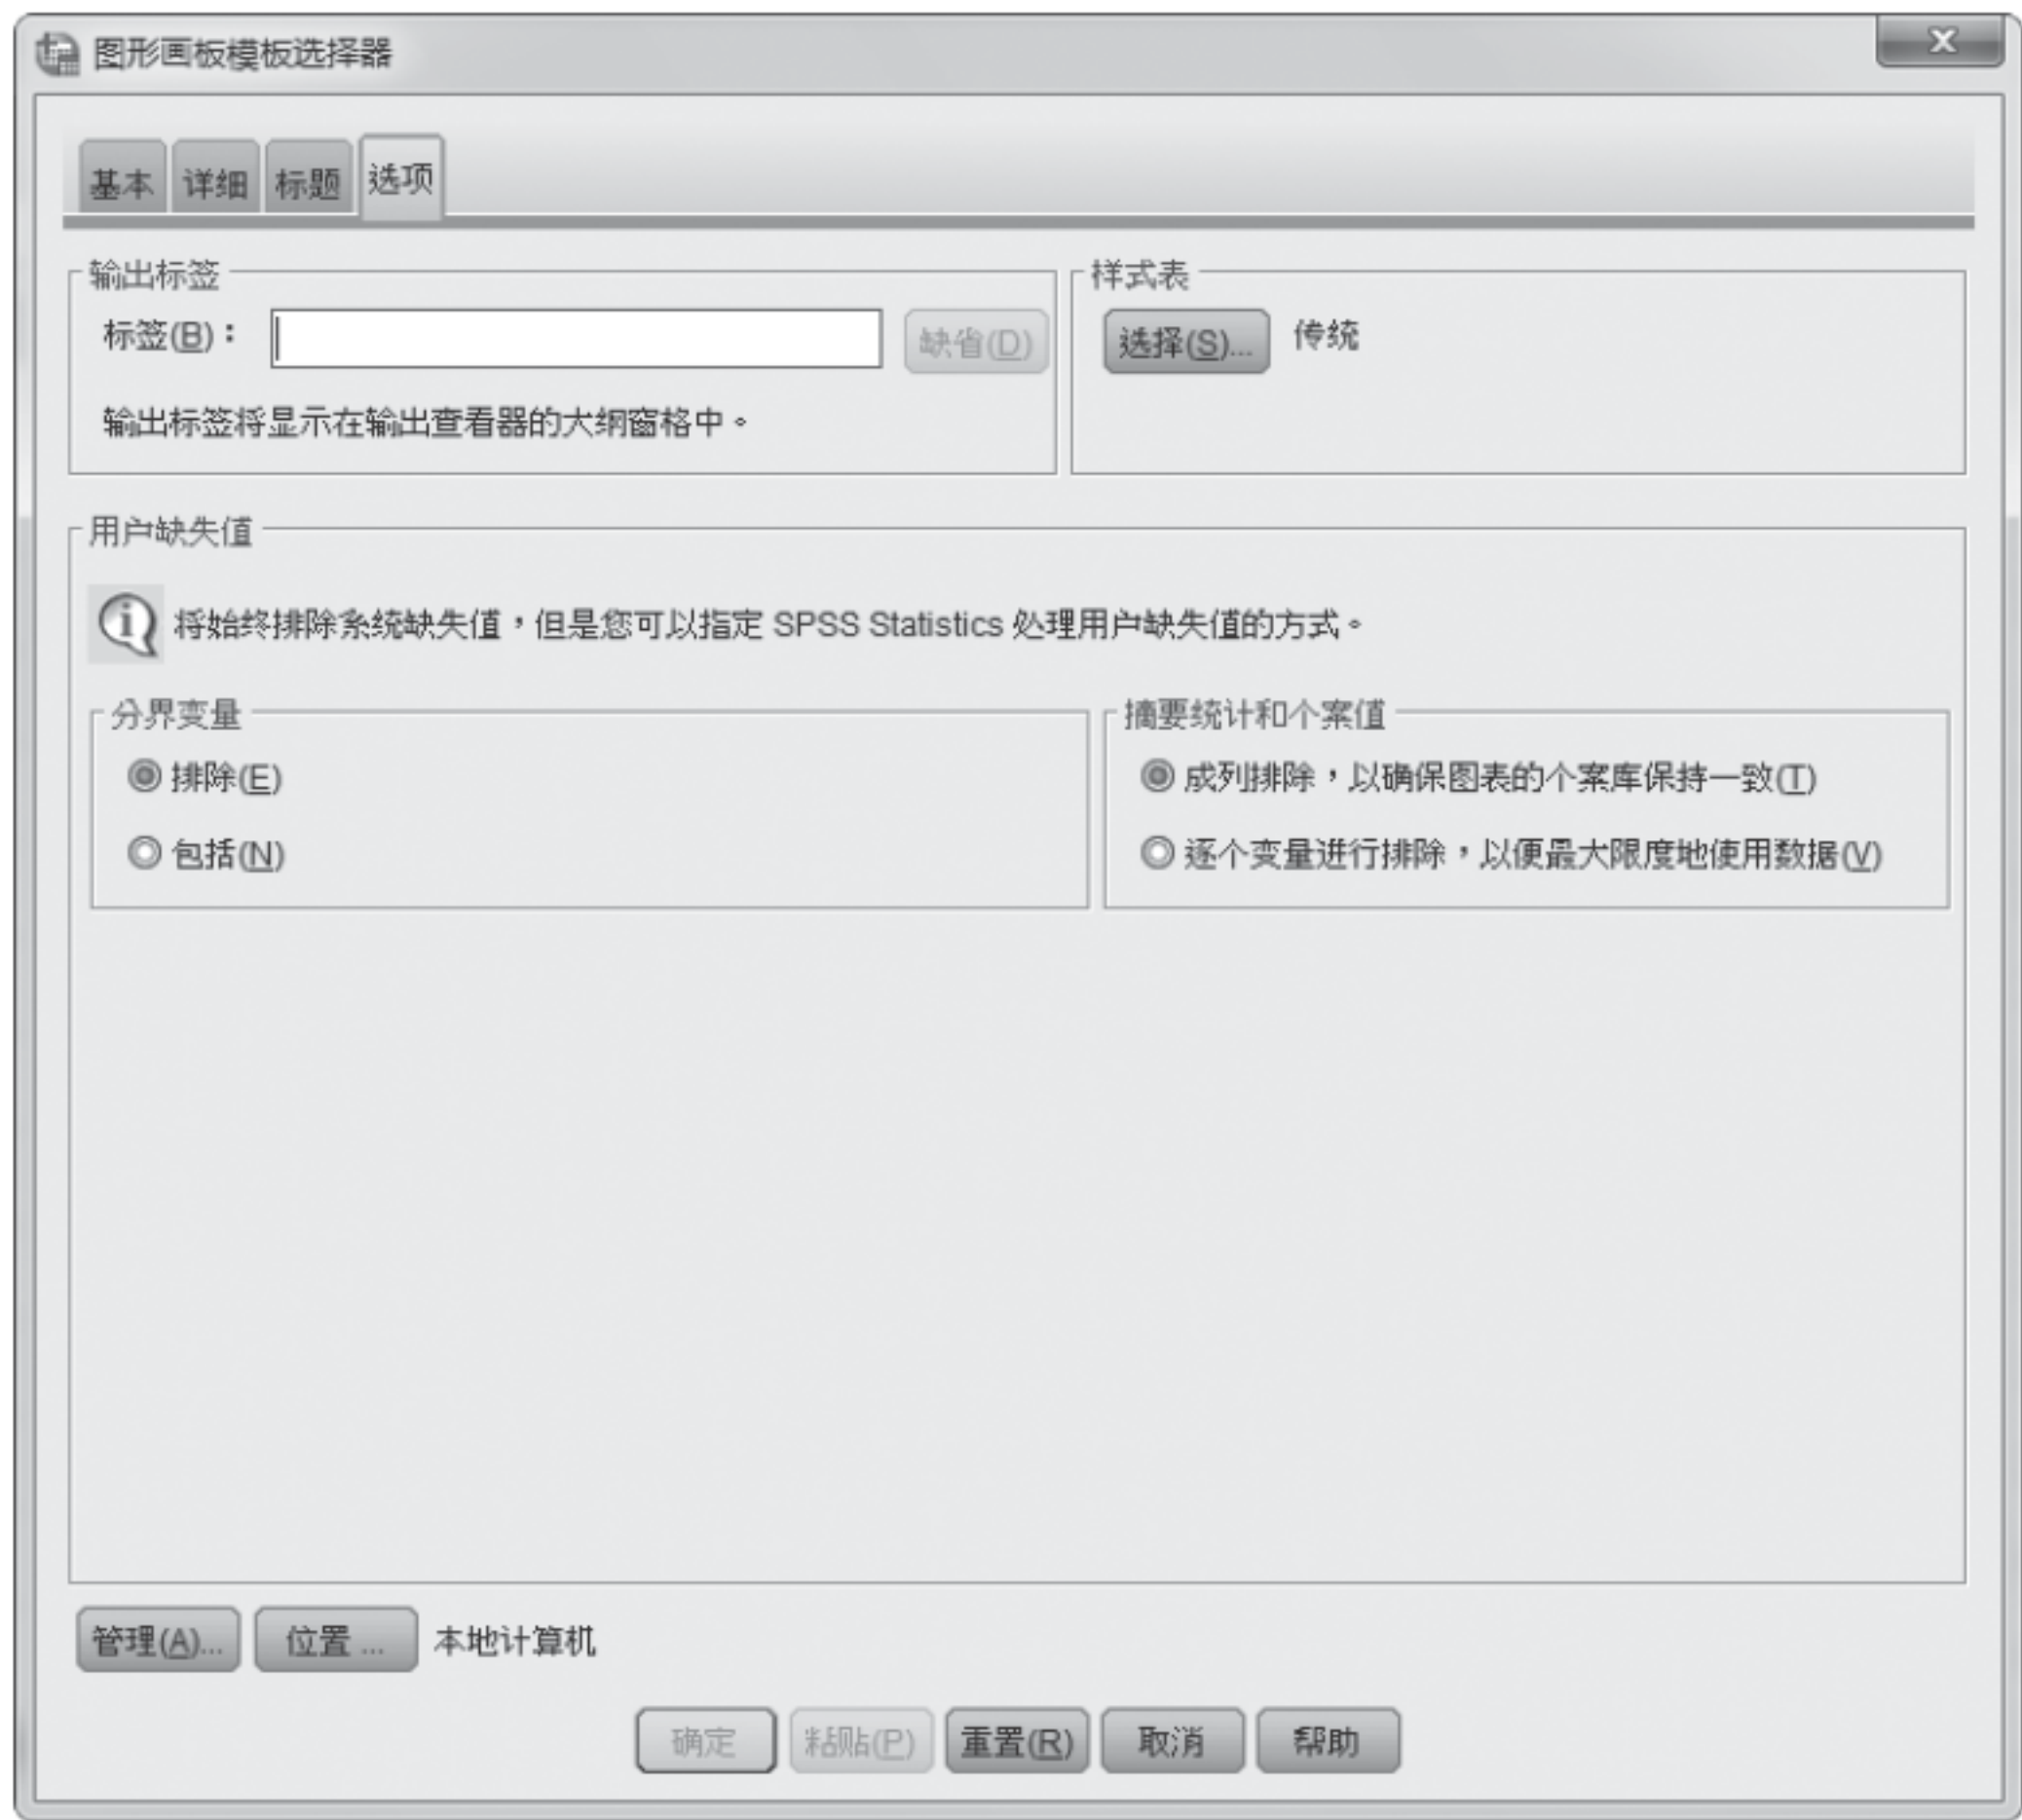 图形画板模板选择器
基本 详细 标题 选项
输出标签
标签(B)：
缺省(D)
输出标签将显示在输出查看器的大纲窗格中。
样式表
选择(S)... 传统
用户缺失值
将始终排除系统缺失值，但是您可以指定 SPSS Statistics 处理用户缺失值的方式。
分界变量
排除(E)
包括(N)
摘要统计和个案值
成列排除，以确保图表的个案库保持一致(T)
逐个变量进行排除，以便最大限度地使用数据(V)
管理(A)... 位置 ... 本地计算机
确定 粘贴(P) 重置(R) 取消 帮助